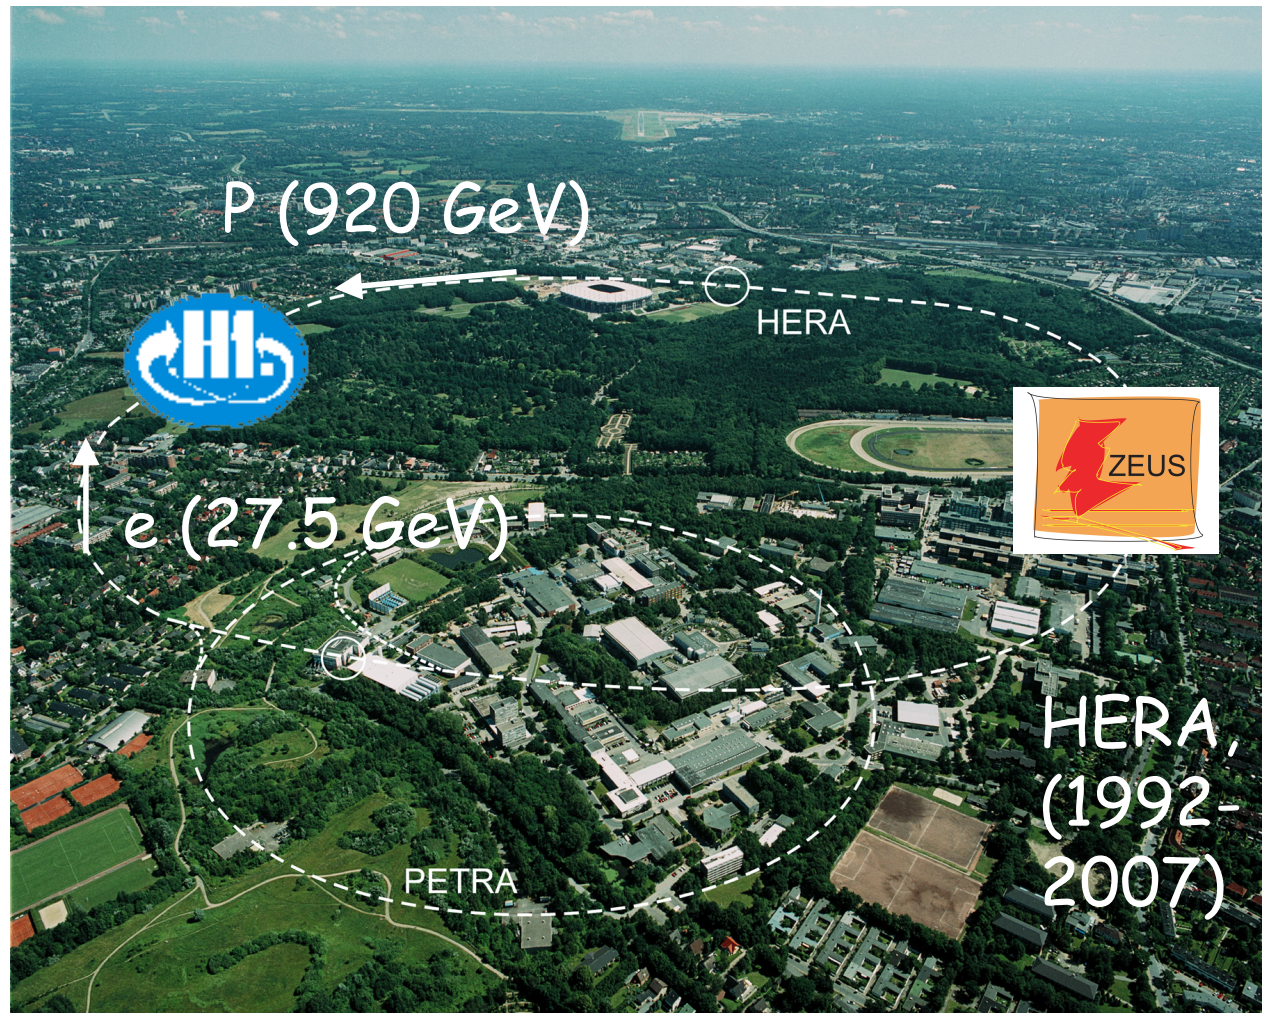 P (920 GeV)
HERA
H1
ZEUS
e (27.5 GeV)
HERA,
(1992-
2007)
PETRA